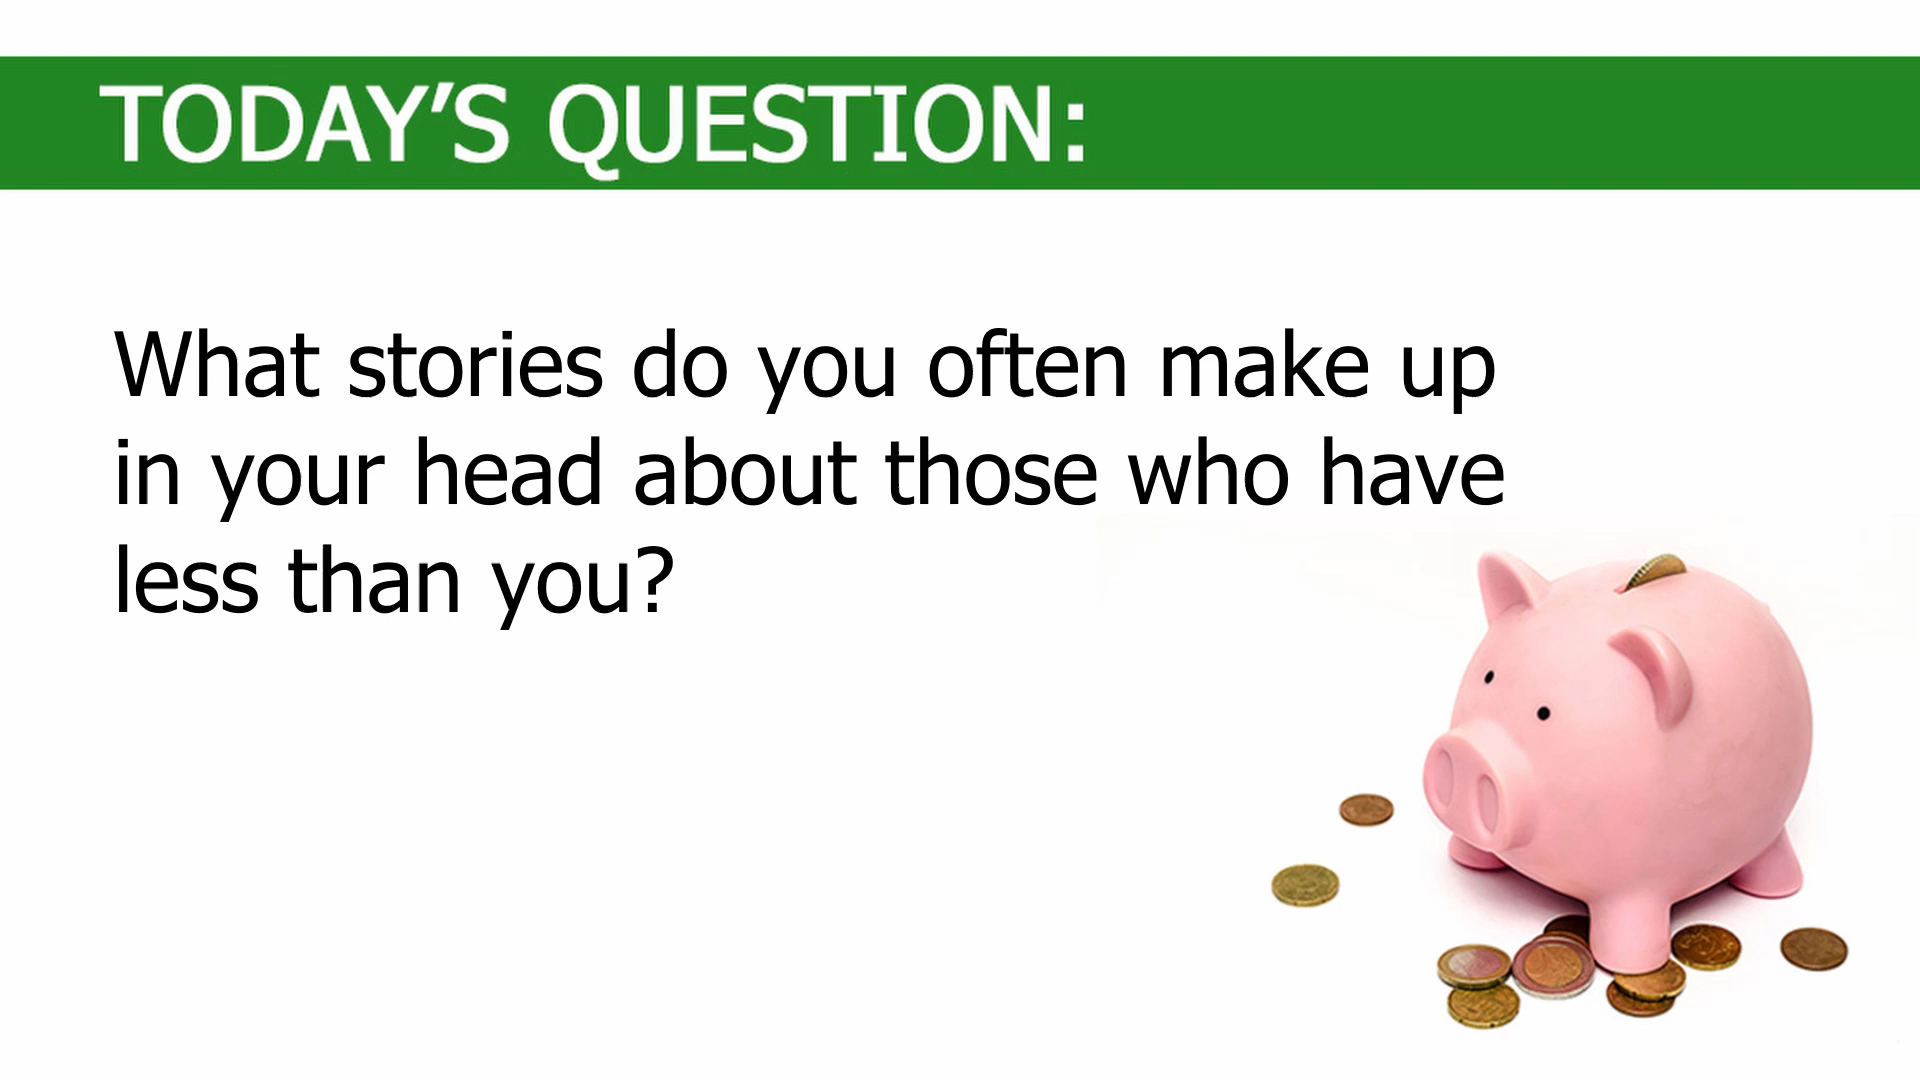 TODAY’S QUESTION:
What stories do you often make up
in your head about those who have
less than you?